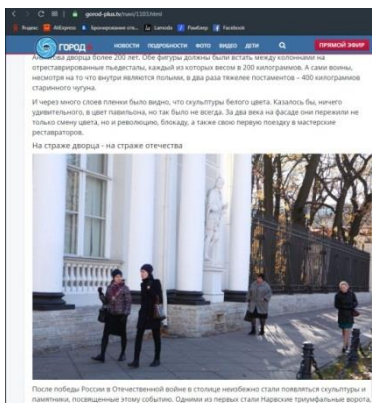 gorod-plus.tv/news/1103.html
Яндекс AliExpress Бронирование оте... Lamoda Рамблер Facebook
ГОРОД+ НОВОСТИ ПОДРОБНОСТИ ФОТО ВИДЕО ДЕТИ ПРЯМОЙ ЭФИР
дворца более 200 лет. Обе фигуры должны были встать между колоннами на
отреставрированные пьедесталы, каждый из которых весом в 200 килограммов. А сами воины,
несмотря на то что внутри являются полыми, в два раза тяжелее постаментов – 400 килограммов
старинного чугуна.
И через много слоев пленки было видно, что скульптуры белого цвета. Казалось бы, ничего
удивительного, в цвет павильона, но так было не всегда. За два века на фасаде они пережили не
только смену цвета, но и революцию, блокаду, а также свою первую поездку в мастерские
реставраторов.
На страже дворца - на страже отечества
После победы России в Отечественной войне в столице неизбежно стали появляться скульптуры и
памятники, посвященные этому событию. Одними из первых стали Нарвские триумфальные ворота,